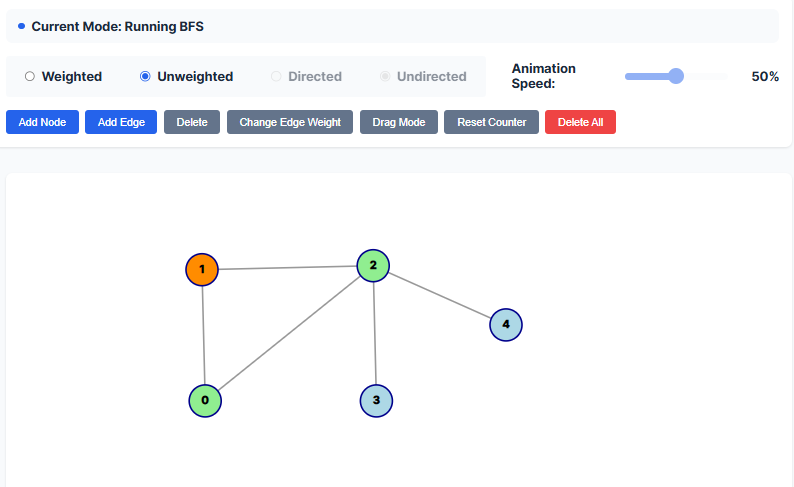 Current Mode: Running BFS
Weighted Unweighted Directed Undirected Animation Speed: 50%
Add Node Add Edge Delete Change Edge Weight Drag Mode Reset Counter Delete All
1 2
4
0 3